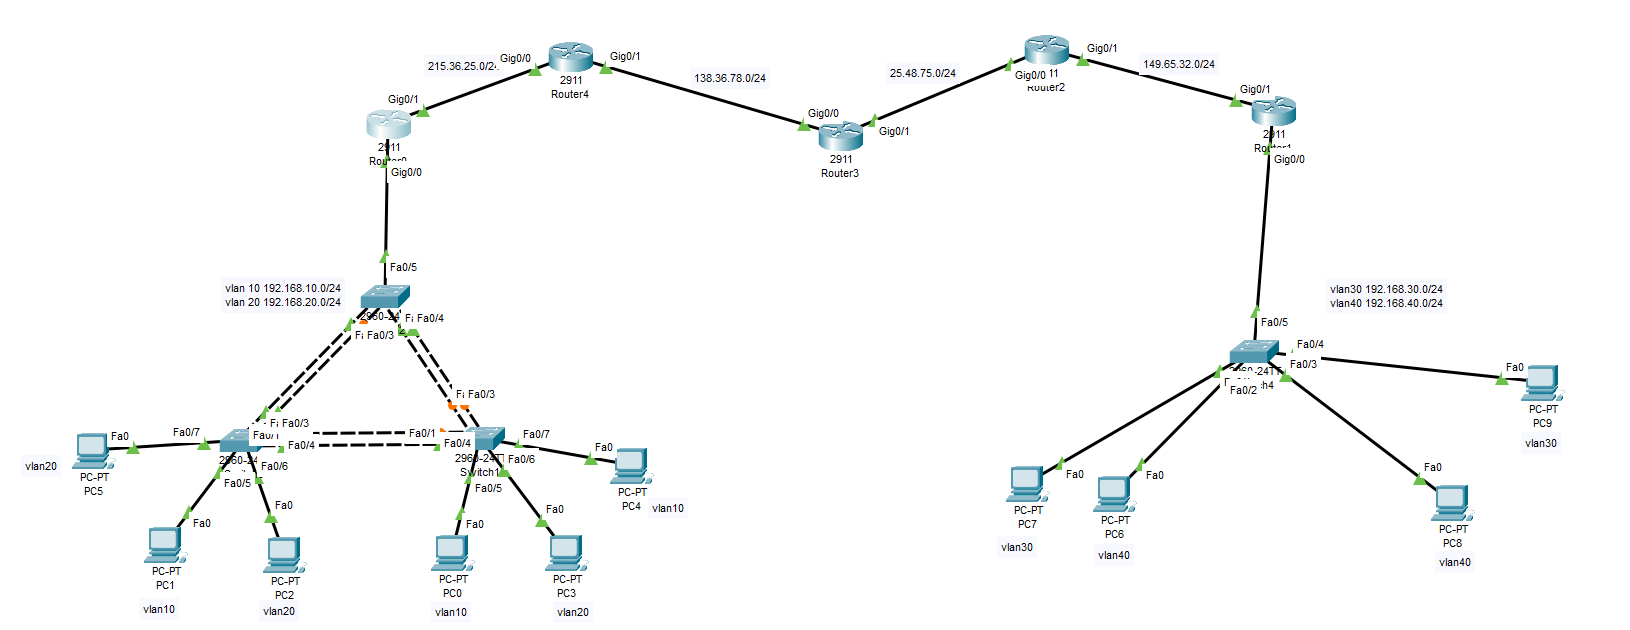 Gig0/1
Gig0/0
Gig0/1
215.36.25.0/24
2911
Router4
138.36.78.0/24
25.48.75.0/24
Gig0/0
11
Router2
149.65.32.0/24
Gig0/1
Gig0/1
Gig0/0
Gig0/1
2911
Router0
Gig0/0
2911
Router3
2911
Router1
Gig0/0
Fa0/5
vlan 10 192.168.10.0/24
vlan 20 192.168.20.0/24
vlan30 192.168.30.0/24
vlan40 192.168.40.0/24
2960-24
Fa0/4
Fa0/3
Fa0/5
Fa0/4
Fa0/3
Fa0/2
Fa0/3
Fa0/3
Fa0/1
Fa0/4
Fa0/1
Fa0/4
Fa0
Fa0/7
Fa0/7
Fa0
Fa0
2960-24
Fa0/6
Fa0/5
2960-24TT
Switch1
Fa0/6
Fa0/5
vlan20
PC-PT
PC5
PC-PT
PC4
vlan10
PC-PT
PC9
vlan30
Fa0
Fa0
Fa0
Fa0
Fa0
Fa0
Fa0
PC-PT
PC1
vlan10
PC-PT
PC2
vlan20
PC-PT
PC0
vlan10
PC-PT
PC3
vlan20
PC-PT
PC7
vlan30
PC-PT
PC6
vlan40
PC-PT
PC8
vlan40